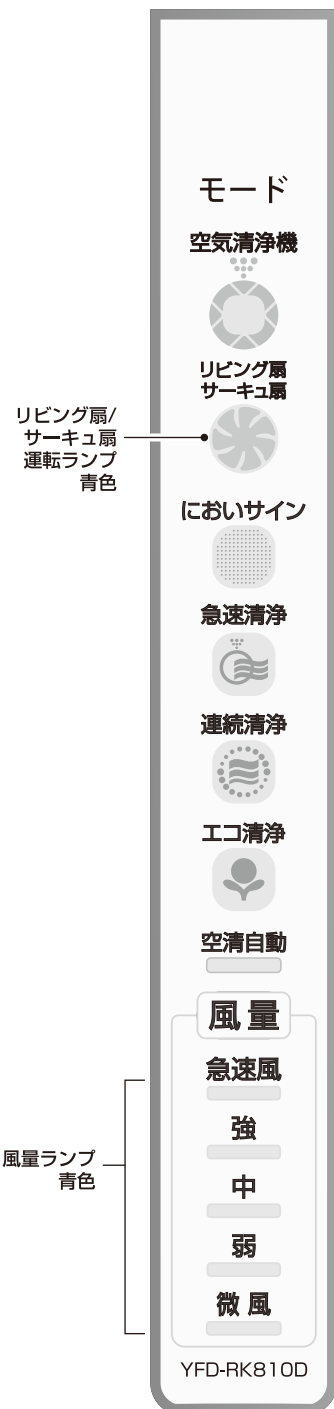 モード
空気清浄機
リビング扇
サーキュ扇
リビング扇/
サーキュ扇
運転ランプ
青色
においサイン
急速清浄
連続清浄
エコ清浄
空清自動
風量
急速風
強
中
風量ランプ
青色
弱
微風
YFD-RK810D